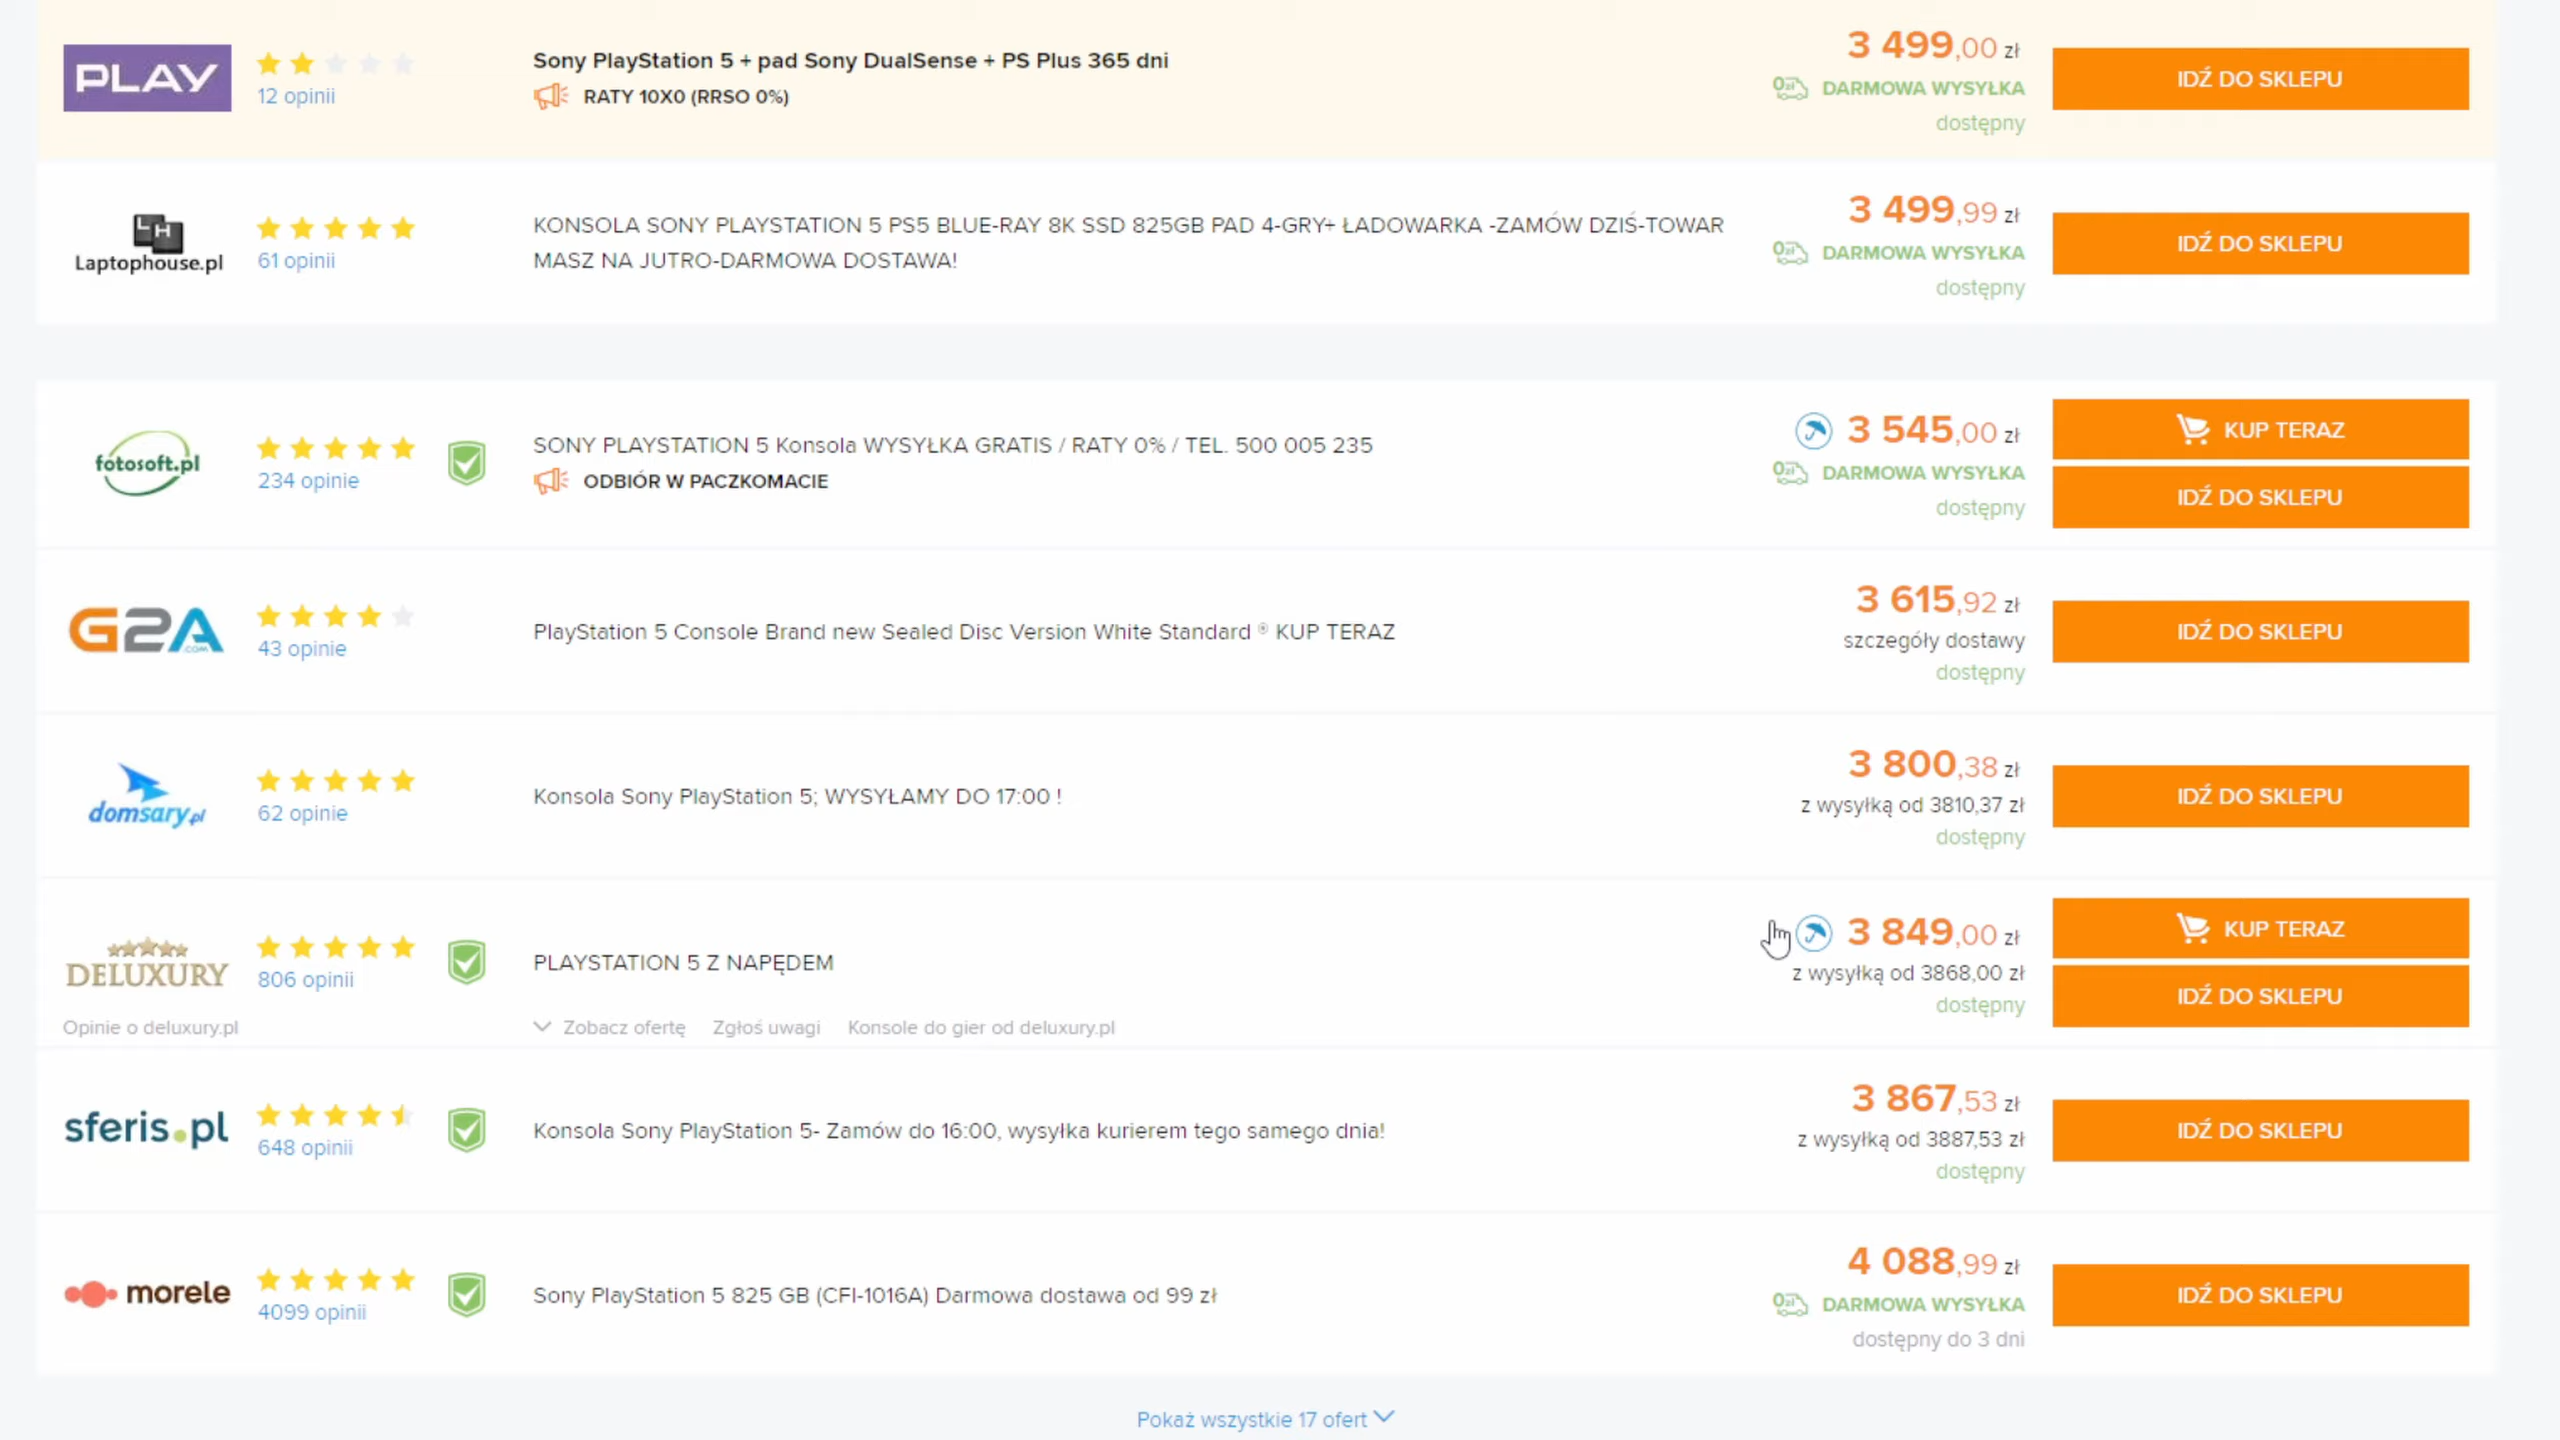 PLAY
12 opinii
Sony PlayStation 5 + pad Sony DualSense + PS Plus 365 dni
RATY 10X0 (RRSO 0%)
3 499,00 zł
0zł DARMOWA WYSYŁKA
dostępny
IDŹ DO SKLEPU
LH
Laptophouse.pl
61 opinii
KONSOLA SONY PLAYSTATION 5 PS5 BLUE-RAY 8K SSD 825GB PAD 4-GRY+ ŁADOWARKA -ZAMÓW DZIŚ-TOWAR
MASZ NA JUTRO-DARMOWA DOSTAWA!
3 499,99 zł
0zł DARMOWA WYSYŁKA
dostępny
IDŹ DO SKLEPU
fotosoft.pl
234 opinie
SONY PLAYSTATION 5 Konsola WYSYŁKA GRATIS / RATY 0% / TEL. 500 005 235
ODBIÓR W PACZKOMACIE
3 545,00 zł
0zł DARMOWA WYSYŁKA
dostępny
KUP TERAZ
IDŹ DO SKLEPU
G2A.COM
43 opinie
PlayStation 5 Console Brand new Sealed Disc Version White Standard ® KUP TERAZ
3 615,92 zł
szczegóły dostawy
dostępny
IDŹ DO SKLEPU
domsary.pl
62 opinie
Konsola Sony PlayStation 5; WYSYŁAMY DO 17:00 !
3 800,38 zł
z wysyłką od 3810,37 zł
dostępny
IDŹ DO SKLEPU
DELUXURY
806 opinii
Opinie o deluxury.pl
PLAYSTATION 5 Z NAPĘDEM
Zobacz ofertę Zgłoś uwagi Konsole do gier od deluxury.pl
3 849,00 zł
z wysyłką od 3868,00 zł
dostępny
KUP TERAZ
IDŹ DO SKLEPU
sferis.pl
648 opinii
Konsola Sony PlayStation 5- Zamów do 16:00, wysyłka kurierem tego samego dnia!
3 867,53 zł
z wysyłką od 3887,53 zł
dostępny
IDŹ DO SKLEPU
morele
4099 opinii
Sony PlayStation 5 825 GB (CFI-1016A) Darmowa dostawa od 99 zł
4 088,99 zł
0zł DARMOWA WYSYŁKA
dostępny do 3 dni
IDŹ DO SKLEPU
Pokaż wszystkie 17 ofert